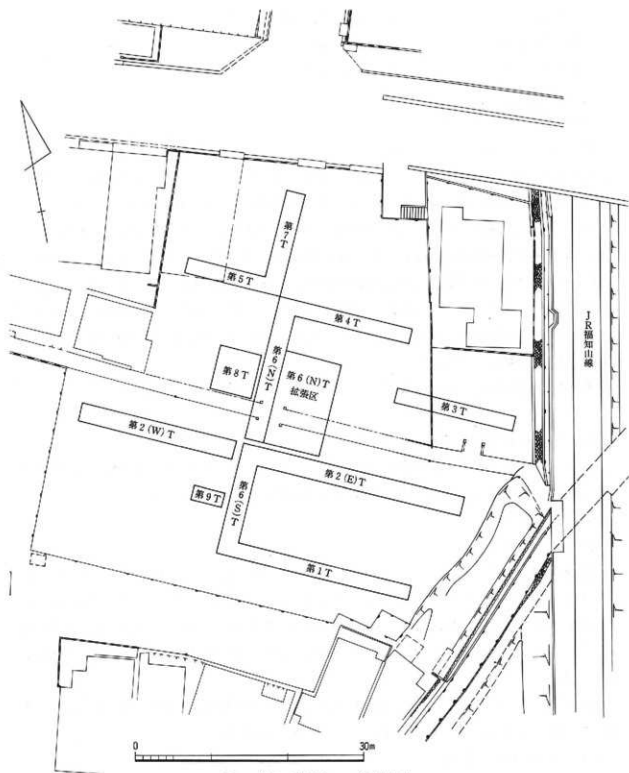 第7T
第5T
第4T
JR福知山線
第6(N)T
第8T
第6(N)T
拡張区
第3T
第2(W)T
第2(E)T
第9T
第6(S)T
第1T
0
30m